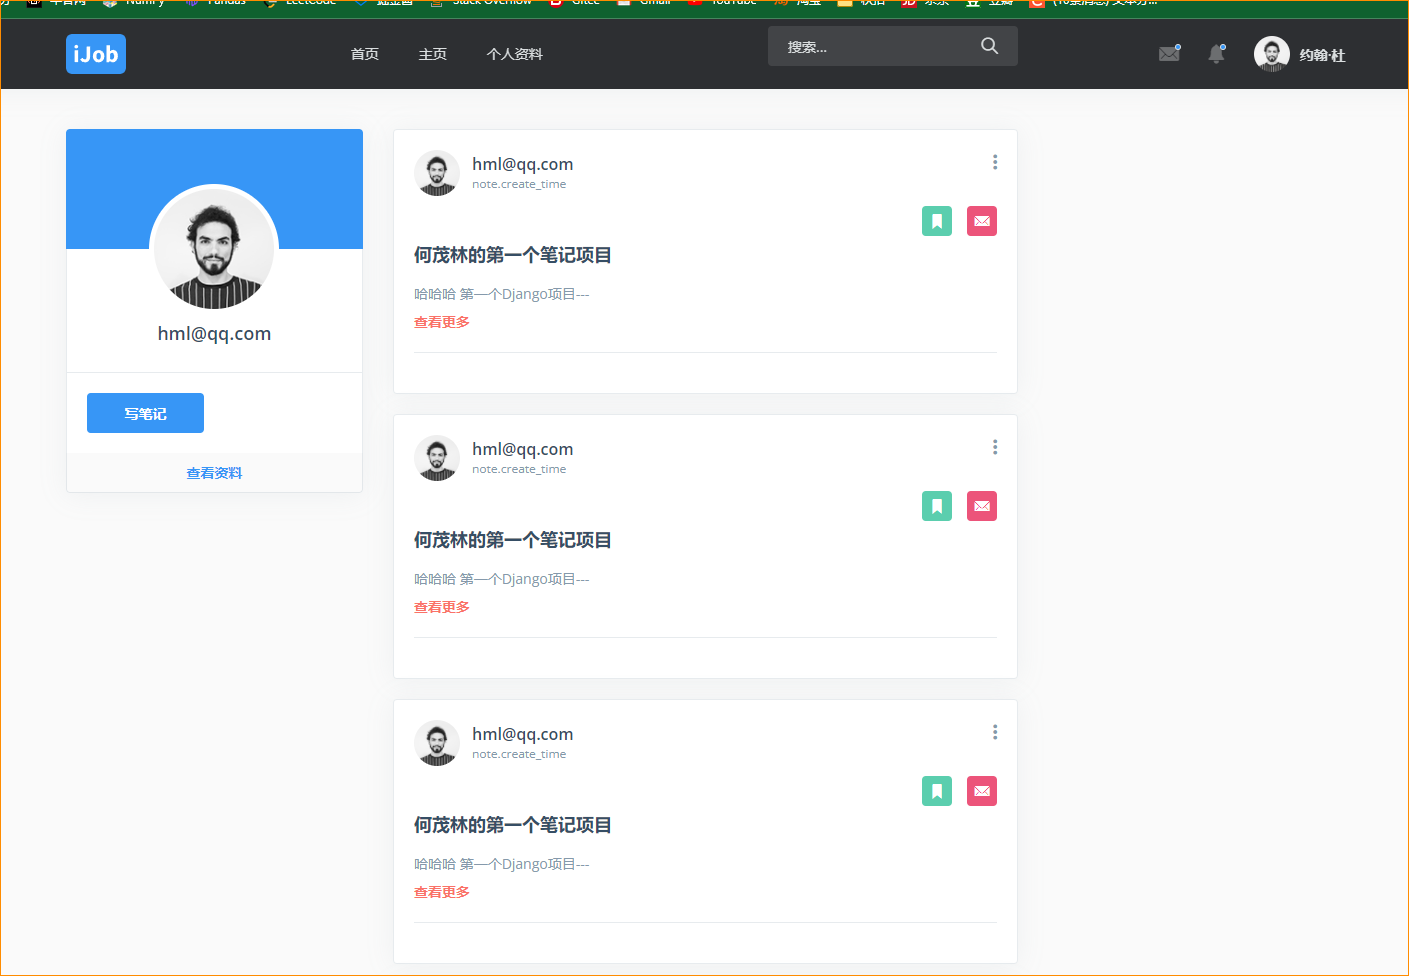 iJob
首页
主页
个人资料
搜索...
约翰·杜
hml@qq.com
写笔记
查看资料
hml@qq.com
note.create_time
何茂林的第一个笔记项目
哈哈哈 第一个Django项目---
查看更多
hml@qq.com
note.create_time
何茂林的第一个笔记项目
哈哈哈 第一个Django项目---
查看更多
hml@qq.com
note.create_time
何茂林的第一个笔记项目
哈哈哈 第一个Django项目---
查看更多